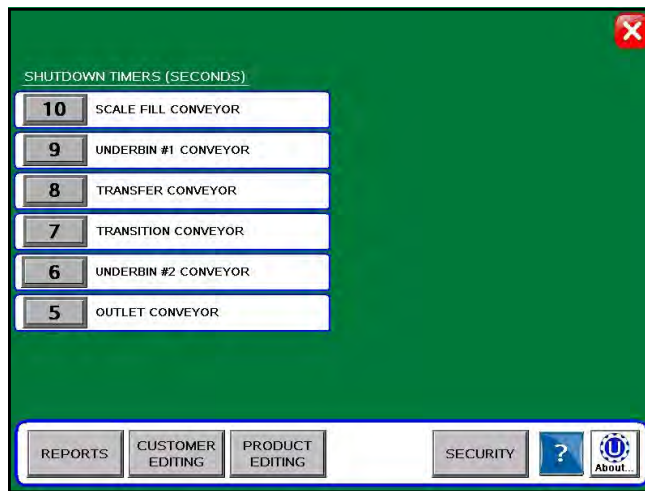 SHUTDOWN TIMERS (SECONDS)
10 SCALE FILL CONVEYOR
9 UNDERBIN #1 CONVEYOR
8 TRANSFER CONVEYOR
7 TRANSITION CONVEYOR
6 UNDERBIN #2 CONVEYOR
5 OUTLET CONVEYOR
REPORTS
CUSTOMER
EDITING
PRODUCT
EDITING
SECURITY
?
U
About...